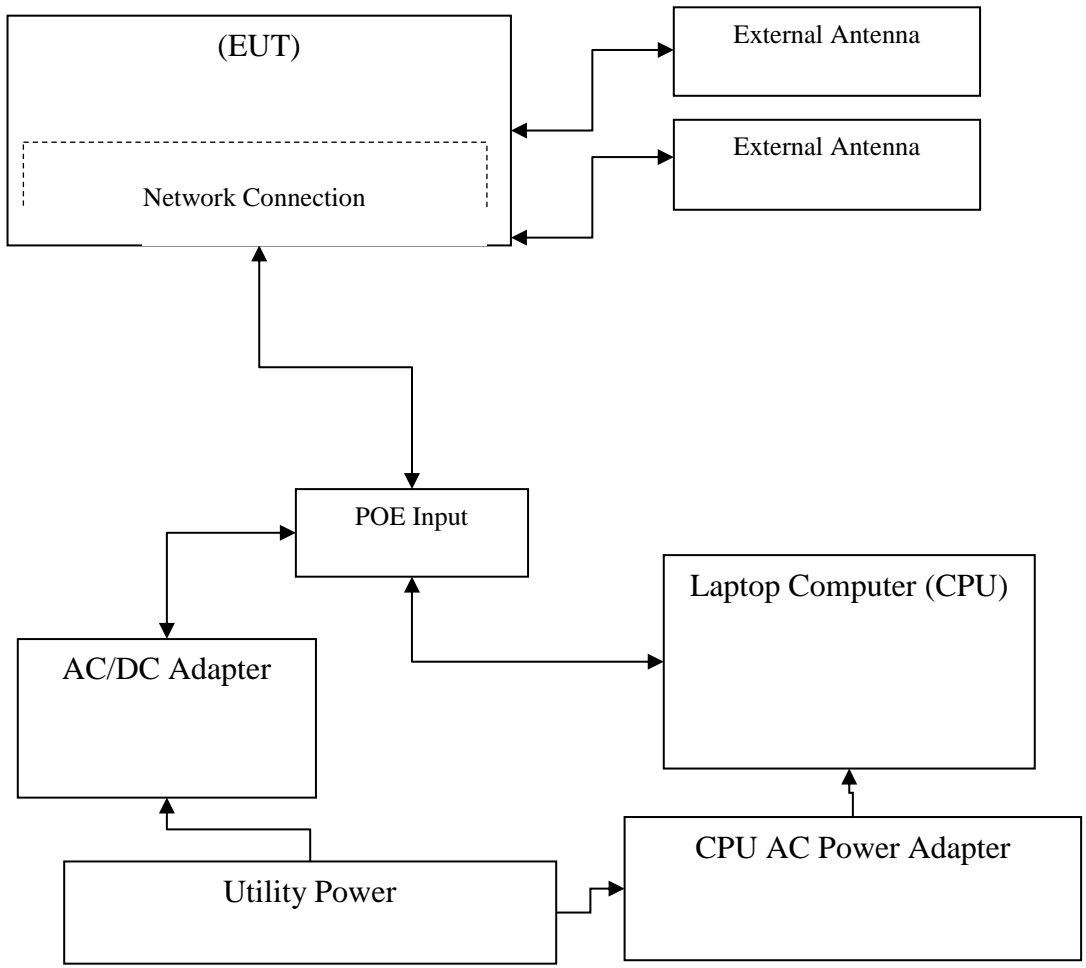 (EUT)
External Antenna
External Antenna
Network Connection
POE Input
Laptop Computer (CPU)
AC/DC Adapter
CPU AC Power Adapter
Utility Power